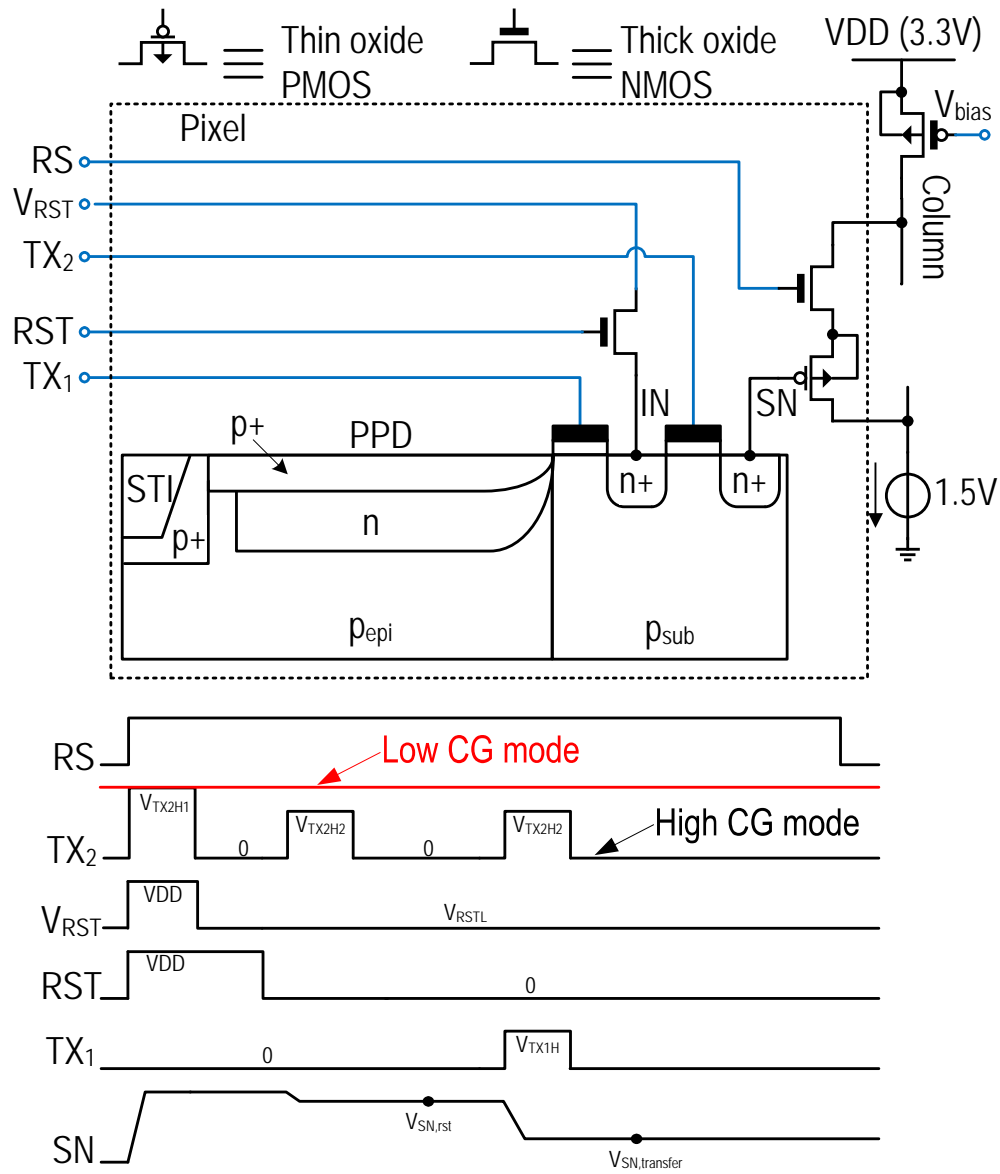 Thin oxide
PMOS
Thick oxide
NMOS
VDD (3.3V)
Vbias
Pixel
RS
VRST
TX2
RST
TX1
Column
IN
SN
p+
PPD
STI
p+
n
n+
n+
1.5V
pepi
psub
RS
Low CG mode
TX2
VTX2H1
0
VTX2H2
0
VTX2H2
High CG mode
VRST
VDD
VRSTL
RST
VDD
0
TX1
0
VTX1H
SN
VSN,rst
VSN,transfer